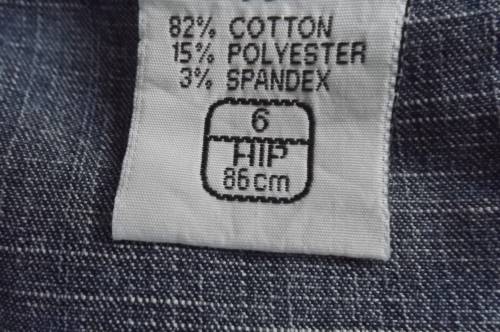 82% COTTON
15% POLYESTER
3% SPANDEX
6
HIP
86cm